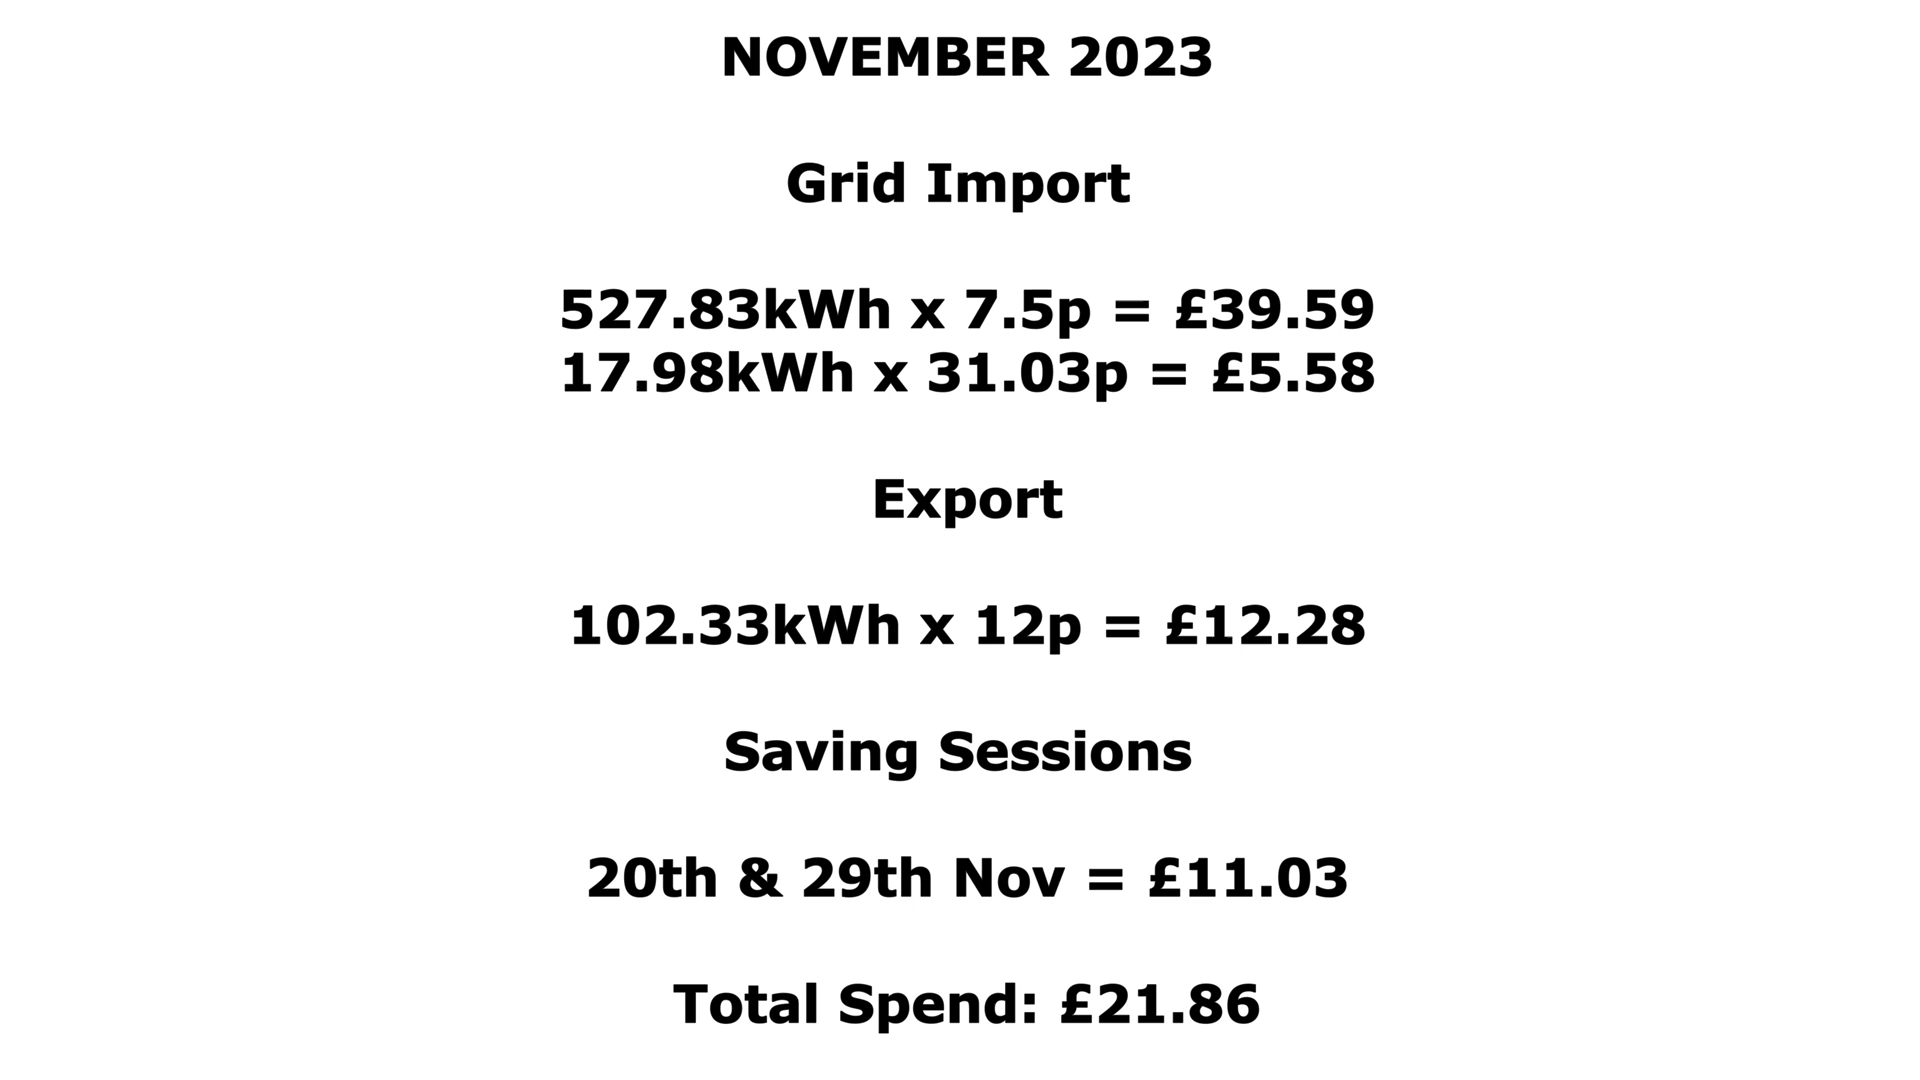 NOVEMBER 2023
Grid Import
527.83kWh x 7.5p = £39.59
17.98kWh x 31.03p = £5.58
Export
102.33kWh x 12p = £12.28
Saving Sessions
20th & 29th Nov = £11.03
Total Spend: £21.86